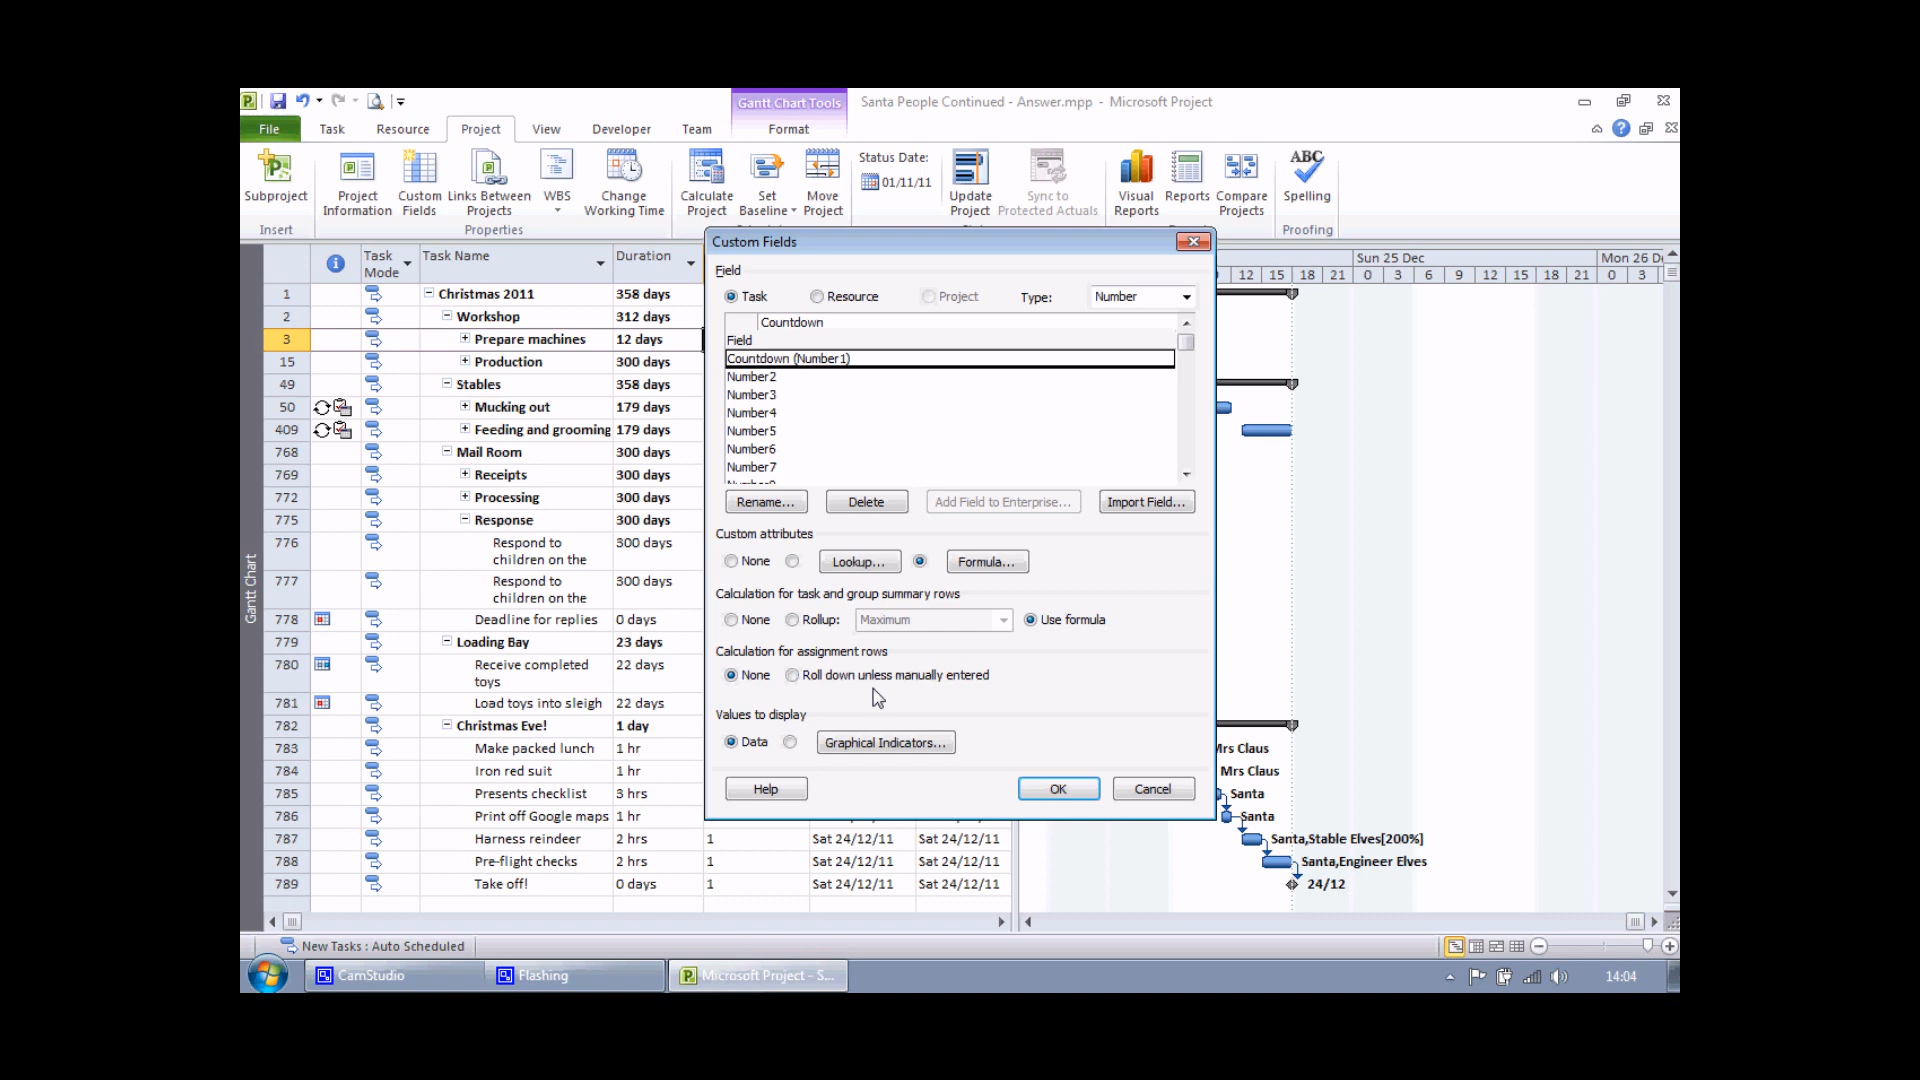 Gantt Chart Tools
Santa People Continued - Answer.mpp - Microsoft Project
File Task Resource Project View Developer Team Format
Subproject
Project Information
Custom Fields
Links Between Projects
WBS
Change Working Time
Calculate Project
Set Baseline
Move Project
Status Date:
01/11/11
Update Project
Sync to Protected Actuals
Visual Reports
Reports
Compare Projects
ABC
Spelling
Insert
Properties
Proofing
Task Mode
Task Name
Duration
Sun 25 Dec
Mon 26
12 15 18 21 0 3 6 9 12 15 18 21 0 3
1 Christmas 2011 358 days
2 Workshop 312 days
3 Prepare machines 12 days
15 Production 300 days
49 Stables 358 days
50 Mucking out 179 days
409 Feeding and grooming 179 days
768 Mail Room 300 days
769 Receipts 300 days
772 Processing 300 days
775 Response 300 days
776 Respond to 300 days
children on the
777 Respond to 300 days
children on the
778 Deadline for replies 0 days
779 Loading Bay 23 days
780 Receive completed 22 days
toys
781 Load toys into sleigh 22 days
782 Christmas Eve! 1 day
783 Make packed lunch 1 hr
784 Iron red suit 1 hr
785 Presents checklist 3 hrs
786 Print off Google maps 1 hr
787 Harness reindeer 2 hrs 1 Sat 24/12/11 Sat 24/12/11
788 Pre-flight checks 2 hrs 1 Sat 24/12/11 Sat 24/12/11
789 Take off! 0 days 1 Sat 24/12/11 Sat 24/12/11
Gantt Chart
Custom Fields
Field
Task Resource Project Type: Number
Countdown
Field
Countdown (Number1)
Number2
Number3
Number4
Number5
Number6
Number7
Rename... Delete Add Field to Enterprise... Import Field...
Custom attributes
None Lookup... Formula...
Calculation for task and group summary rows
None Rollup: Maximum Use formula
Calculation for assignment rows
None Roll down unless manually entered
Values to display
Data Graphical Indicators...
Help OK Cancel
Mrs Claus
Mrs Claus
Santa
Santa
Santa,Stable Elves[200%]
Santa,Engineer Elves
24/12
New Tasks : Auto Scheduled
CamStudio
Flashing
Microsoft Project - S...
14:04